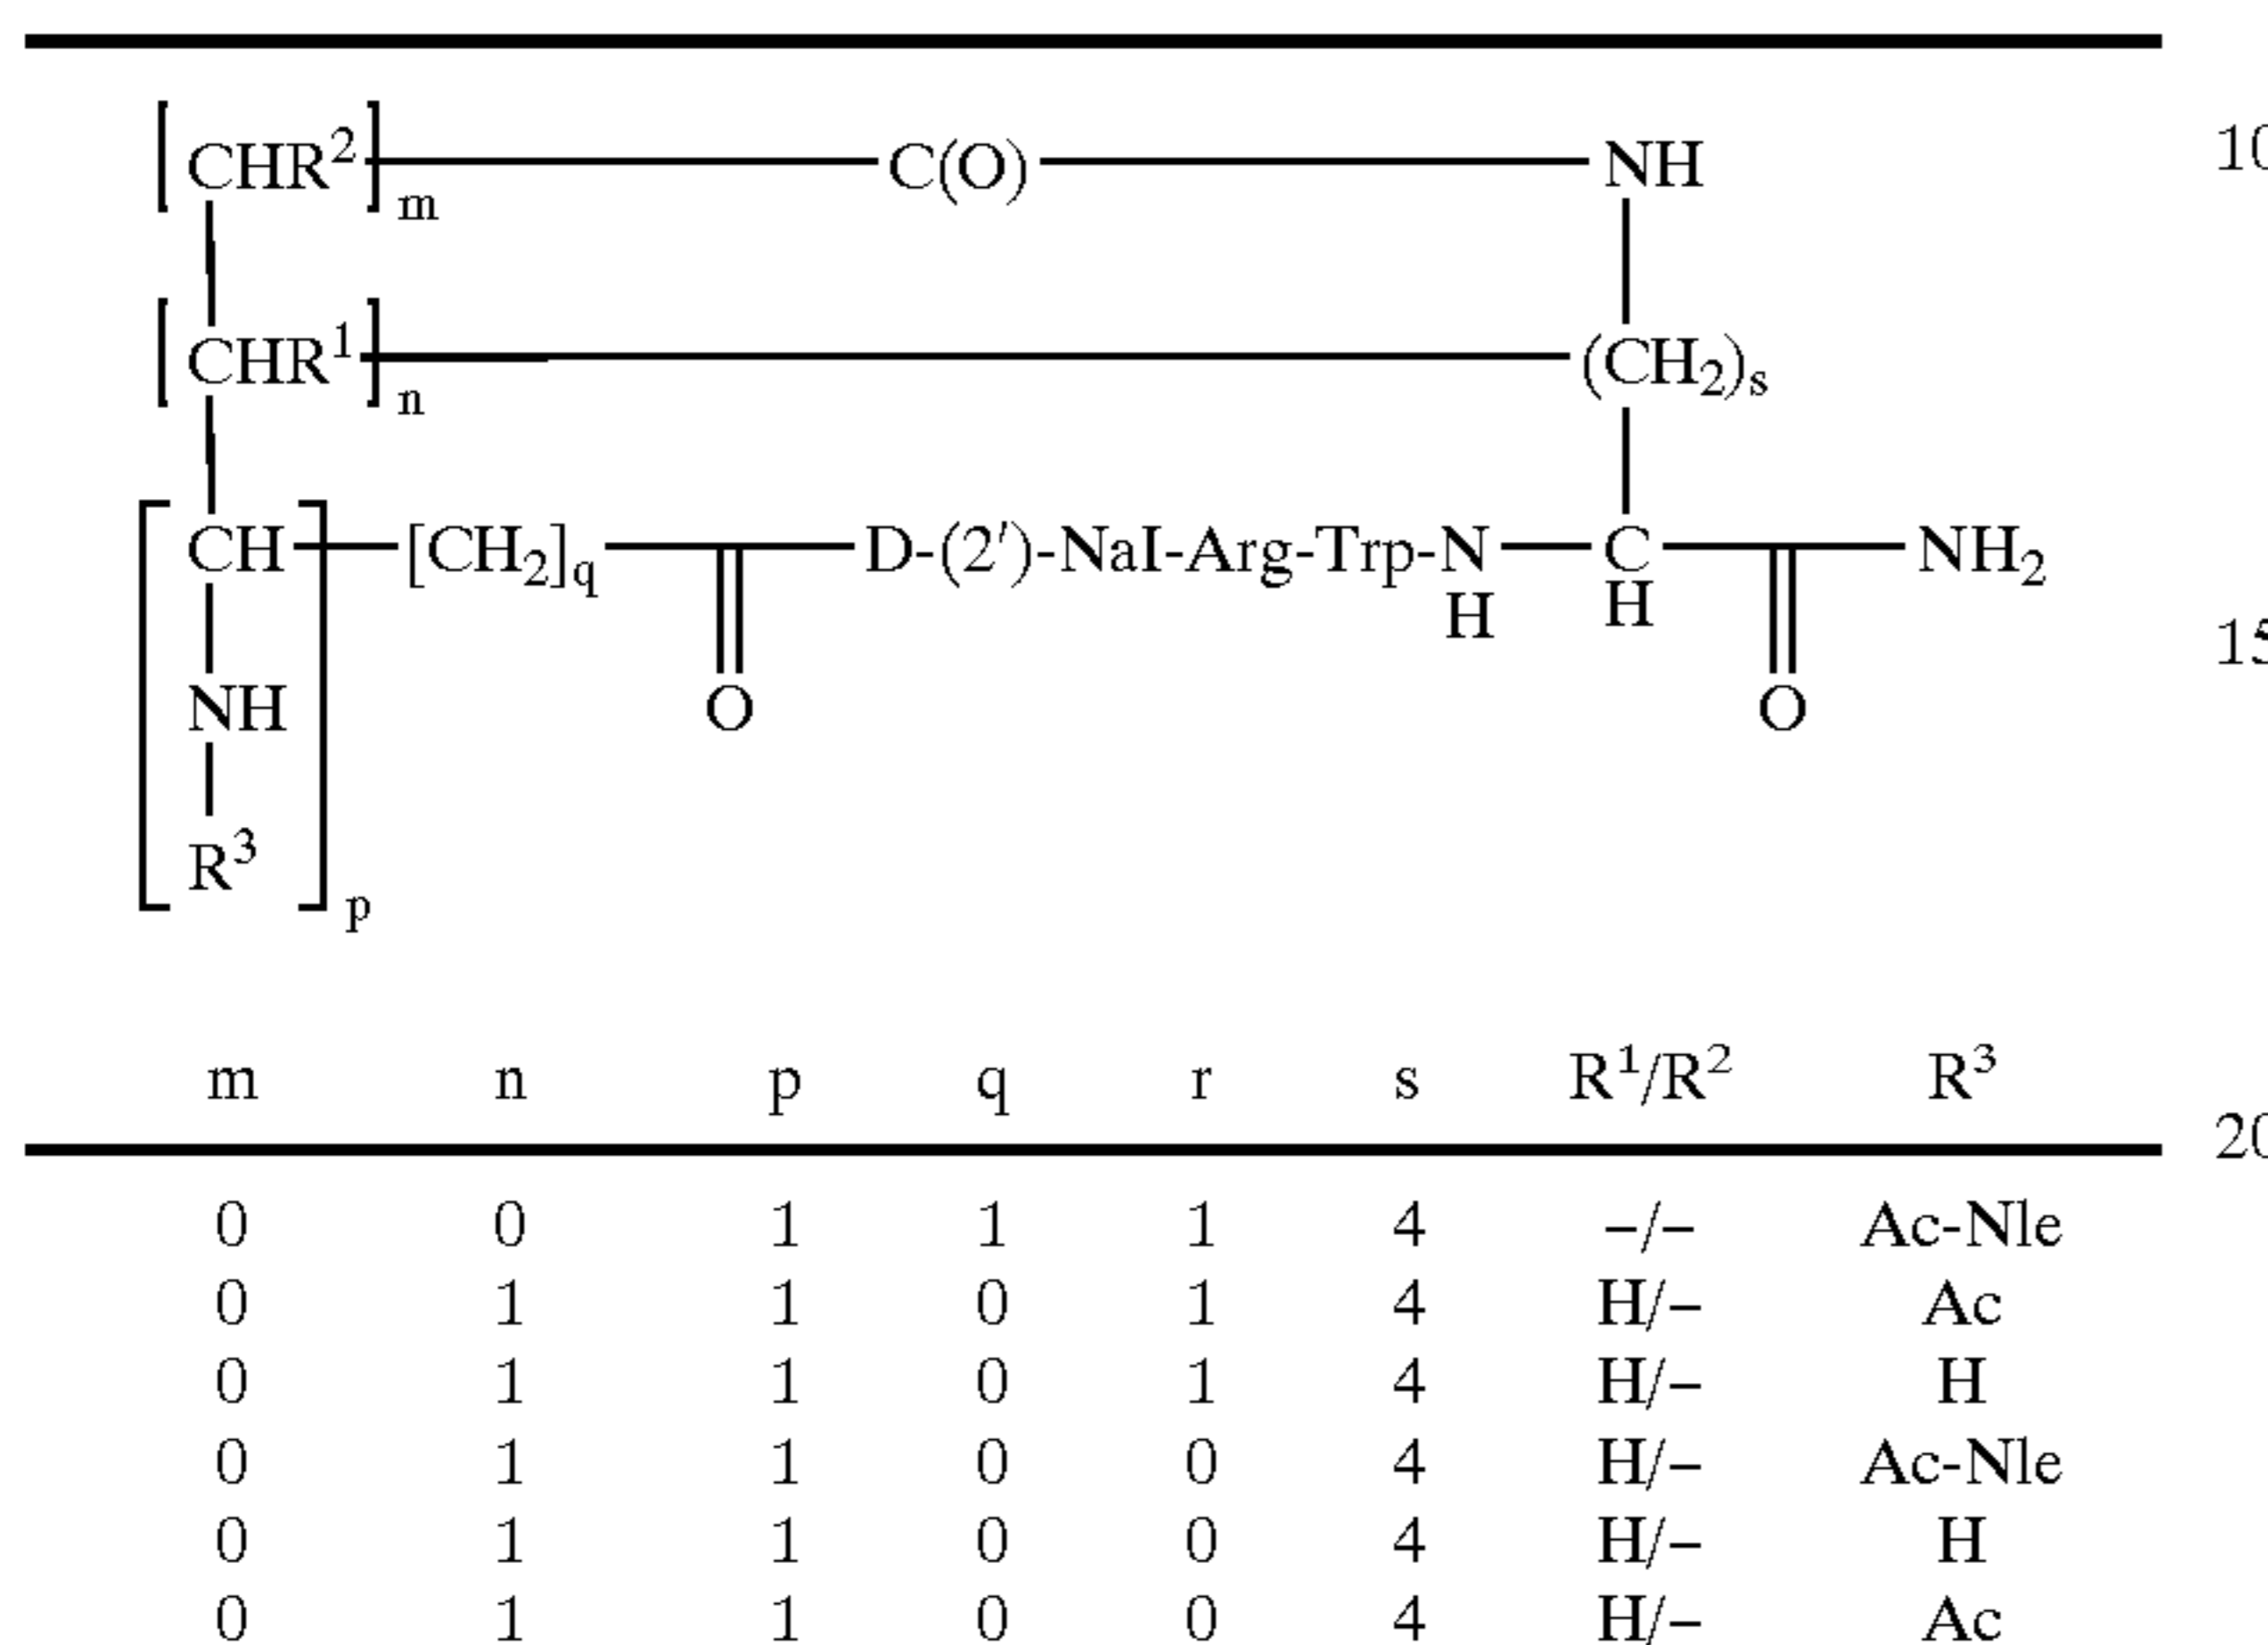 [CHR²]m C(O) NH 10
[CHR¹]n (CH₂)s
[CH [CH₂]q D-(2')-NaI-Arg-Trp-N C NH₂
H H
15
NH O O
R³ ]p
m n p q r s R¹/R² R³
20
0 0 1 1 1 4 –/– Ac-Nle
0 1 1 0 1 4 H/– Ac
0 1 1 0 1 4 H/– H
0 1 1 0 0 4 H/– Ac-Nle
0 1 1 0 0 4 H/– H
0 1 1 0 0 4 H/– Ac